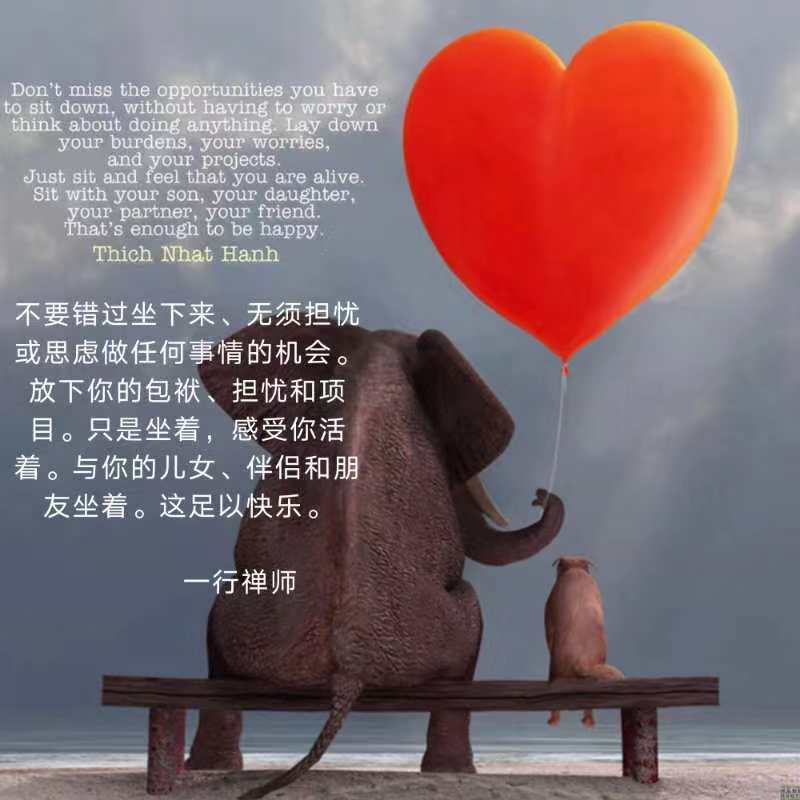 Don't miss the opportunities you have
to sit down, without having to worry or
think about doing anything. Lay down
your burdens, your worries,
and your projects.
Just sit and feel that you are alive.
Sit with your son, your daughter,
your partner, your friend.
That's enough to be happy.
Thich Nhat Hanh
不要错过坐下来、无须担忧
或思虑做任何事情的机会。
放下你的包袱、担忧和项
目。只是坐着，感受你活
着。与你的儿女、伴侣和朋
友坐着。这足以快乐。
一行禅师